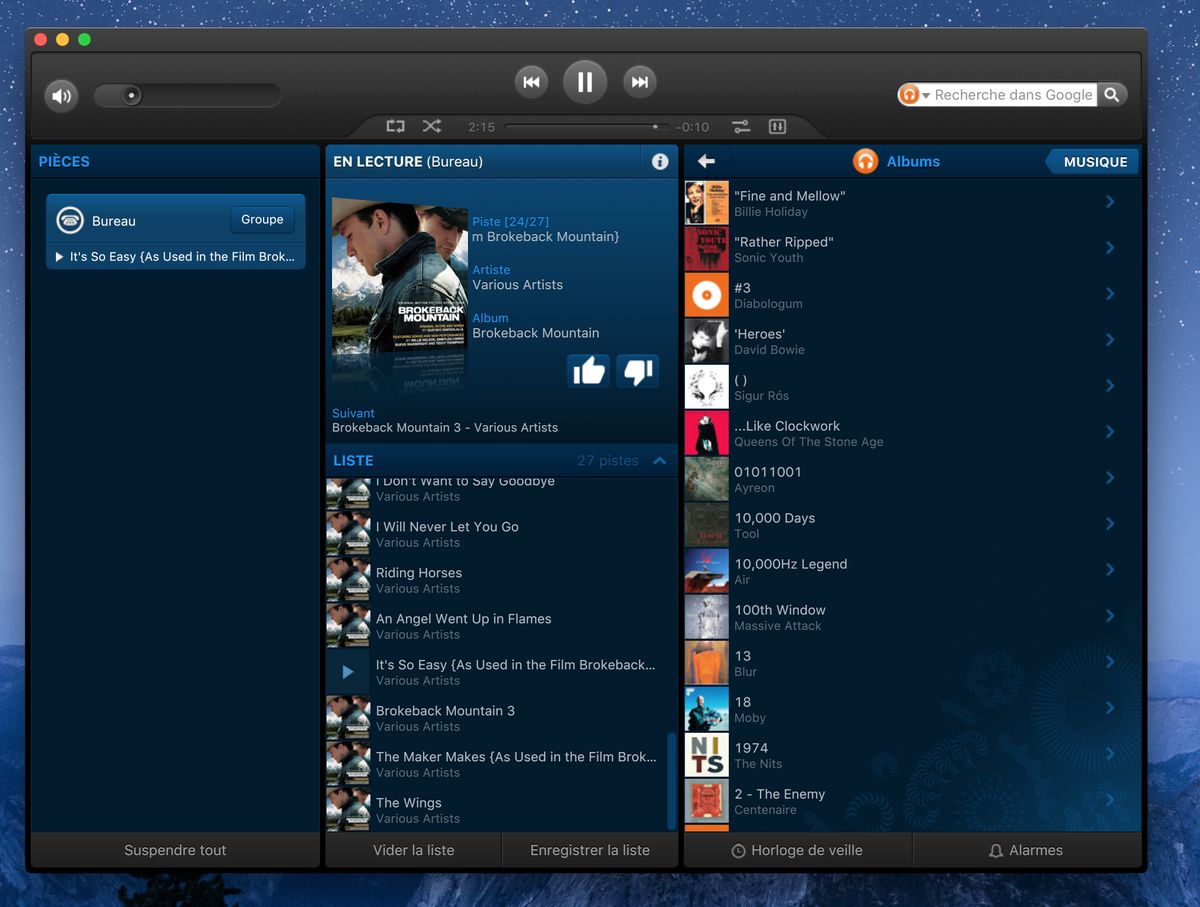 Recherche dans Google
2:15
-0:10
PIÈCES
Bureau
Groupe
It's So Easy {As Used in the Film Brok...
EN LECTURE (Bureau)
Piste [24/27]
m Brokeback Mountain}
Artiste
Various Artists
Album
Brokeback Mountain
ORIGINAL MOTION PICTURE SOUNDTRACK
BROKEBACK
MOUNTAIN
Suivant
Brokeback Mountain 3 - Various Artists
LISTE
27 pistes
I Don't Want to Say Goodbye
Various Artists
I Will Never Let You Go
Various Artists
Riding Horses
Various Artists
An Angel Went Up in Flames
Various Artists
It's So Easy {As Used in the Film Brokeback...
Various Artists
Brokeback Mountain 3
Various Artists
The Maker Makes {As Used in the Film Brok...
Various Artists
The Wings
Various Artists
Albums
MUSIQUE
"Fine and Mellow"
Billie Holiday
"Rather Ripped"
Sonic Youth
SONIC
YOUTH
#3
Diabologum
'Heroes'
David Bowie
( )
Sigur Rós
...Like Clockwork
Queens Of The Stone Age
01011001
Ayreon
10,000 Days
Tool
10,000Hz Legend
Air
100th Window
Massive Attack
13
Blur
18
Moby
NI
TS
1974
The Nits
2 - The Enemy
Centenaire
Suspendre tout
Vider la liste
Enregistrer la liste
Horloge de veille
Alarmes